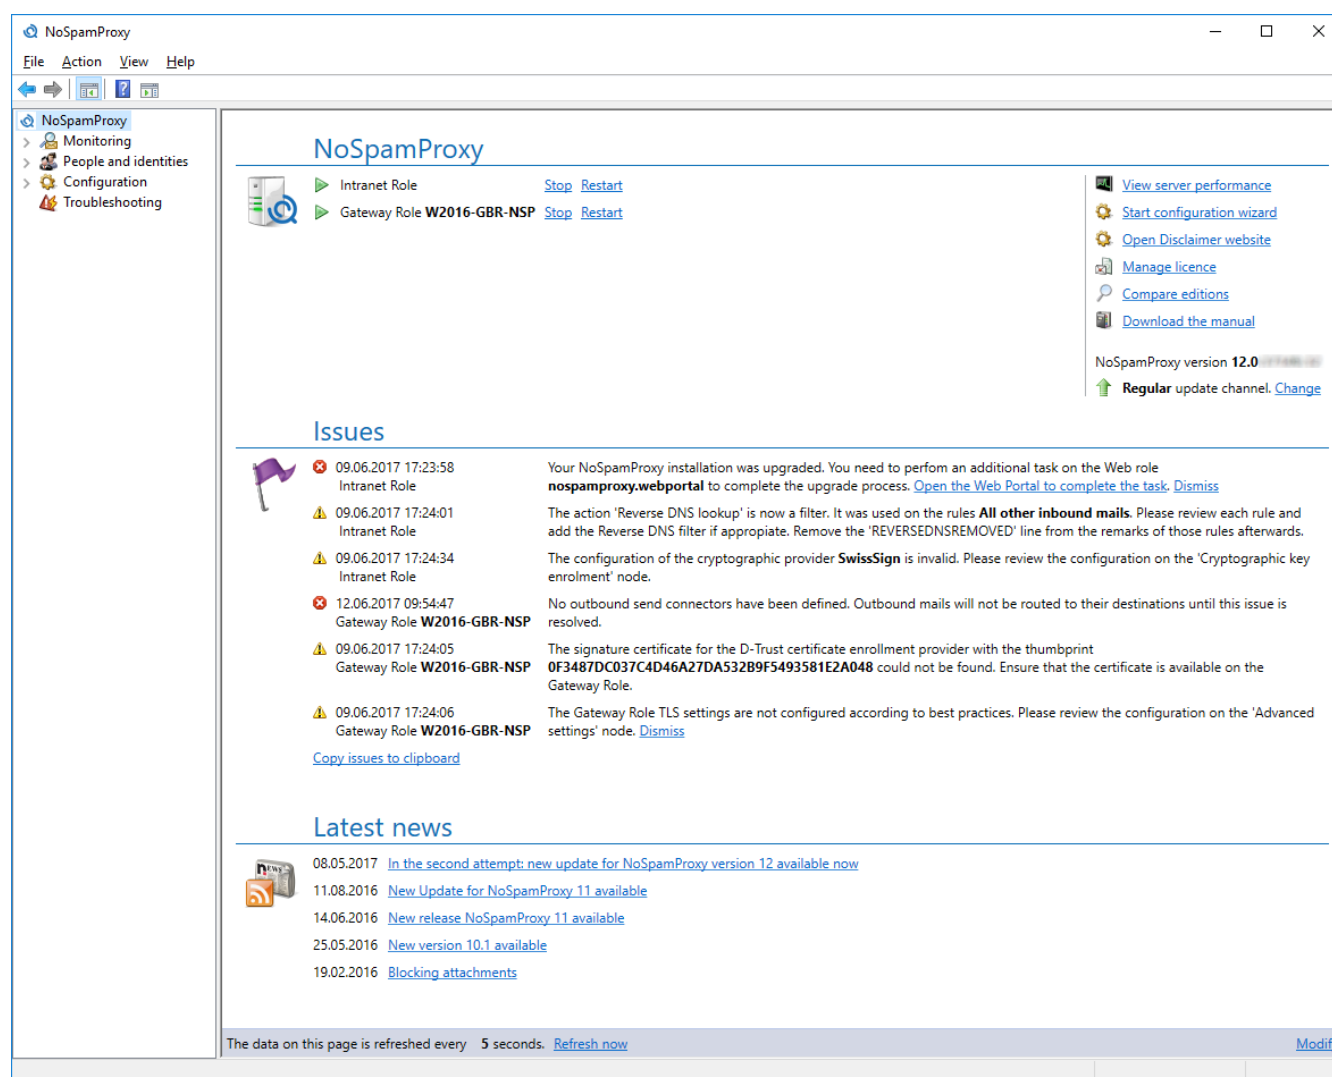 NoSpamProxy
File Action View Help
NoSpamProxy
Monitoring
People and identities
Configuration
Troubleshooting
NoSpamProxy
Intranet Role Stop Restart
Gateway Role W2016-GBR-NSP Stop Restart
View server performance
Start configuration wizard
Open Disclaimer website
Manage licence
Compare editions
Download the manual
NoSpamProxy version 12.0
Regular update channel. Change
Issues
09.06.2017 17:23:58 Your NoSpamProxy installation was upgraded. You need to perfom an additional task on the Web role
Intranet Role nospamproxy.webportal to complete the upgrade process. Open the Web Portal to complete the task. Dismiss
09.06.2017 17:24:01 The action 'Reverse DNS lookup' is now a filter. It was used on the rules All other inbound mails. Please review each rule and
Intranet Role add the Reverse DNS filter if appropiate. Remove the 'REVERSEDNSREMOVED' line from the remarks of those rules afterwards.
09.06.2017 17:24:34 The configuration of the cryptographic provider SwissSign is invalid. Please review the configuration on the 'Cryptographic key
Intranet Role enrolment' node.
12.06.2017 09:54:47 No outbound send connectors have been defined. Outbound mails will not be routed to their destinations until this issue is
Gateway Role W2016-GBR-NSP resolved.
09.06.2017 17:24:05 The signature certificate for the D-Trust certificate enrollment provider with the thumbprint
Gateway Role W2016-GBR-NSP 0F3487DC037C4D46A27DA532B9F5493581E2A048 could not be found. Ensure that the certificate is available on the
Gateway Role.
09.06.2017 17:24:06 The Gateway Role TLS settings are not configured according to best practices. Please review the configuration on the 'Advanced
Gateway Role W2016-GBR-NSP settings' node. Dismiss
Copy issues to clipboard
Latest news
NEWS
08.05.2017 In the second attempt: new update for NoSpamProxy version 12 available now
11.08.2016 New Update for NoSpamProxy 11 available
14.06.2016 New release NoSpamProxy 11 available
25.05.2016 New version 10.1 available
19.02.2016 Blocking attachments
The data on this page is refreshed every 5 seconds. Refresh now Modif